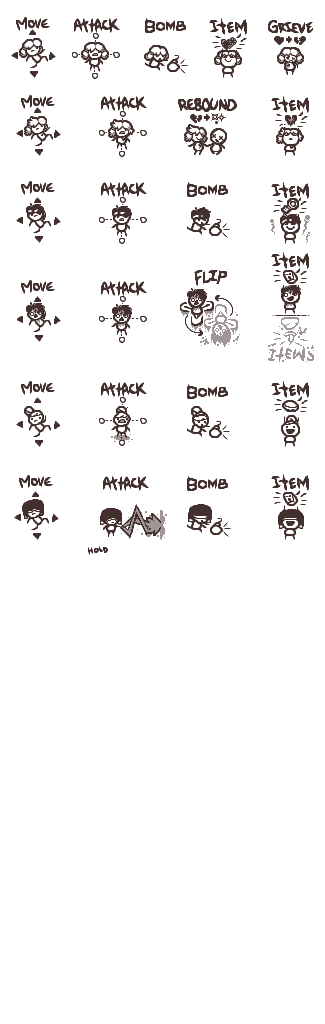 MOVE ATTACK BOMB ITEM GRIEVE
MOVE ATTACK REBOUND ITEM
MOVE ATTACK BOMB ITEM
MOVE ATTACK FLIP ITEM
ITEMS
MOVE ATTACK BOMB ITEM
MOVE ATTACK BOMB ITEM
HOLD